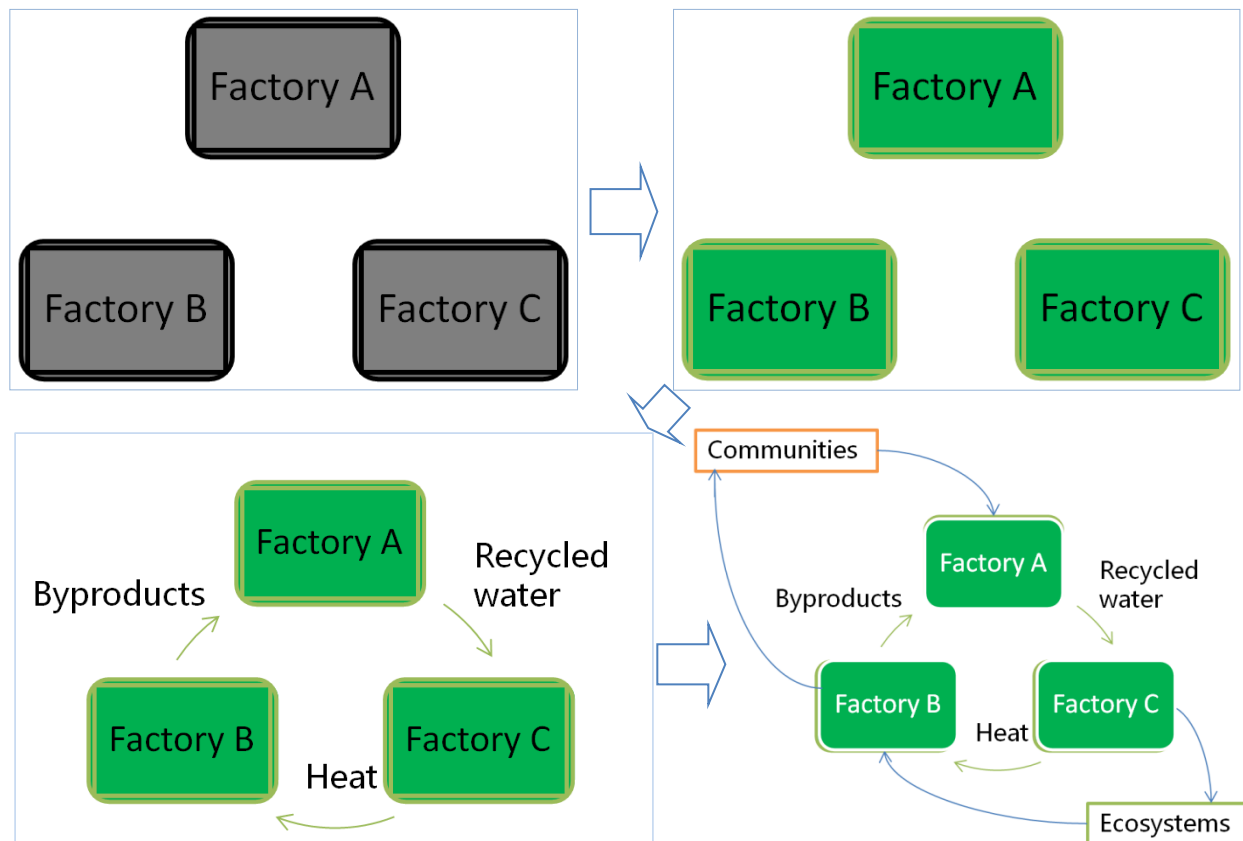 Factory A
Factory B
Factory C
Factory A
Factory B
Factory C
Factory A
Byproducts
Recycled
water
Factory B
Factory C
Heat
Communities
Factory A
Byproducts
Recycled
water
Factory B
Factory C
Heat
Ecosystems